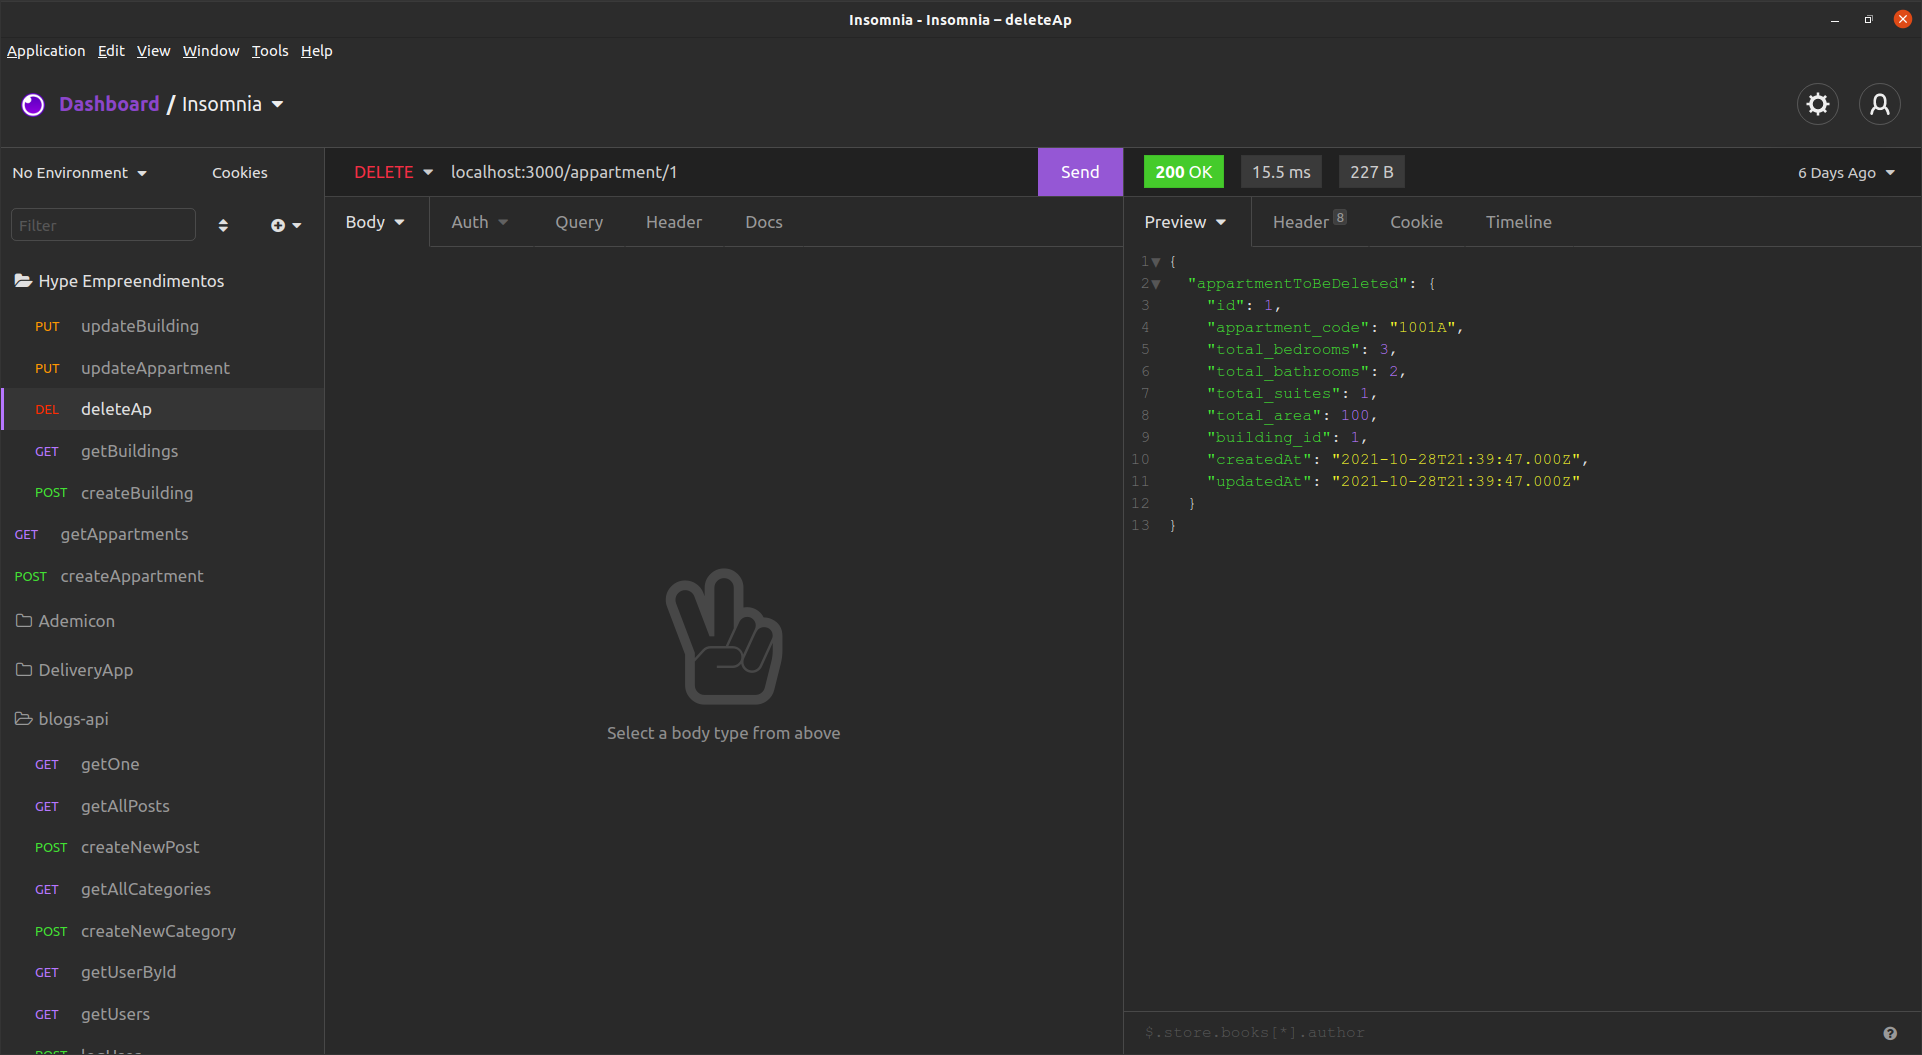 Insomnia - Insomnia – deleteAp
Application Edit View Window Tools Help
Dashboard / Insomnia
No Environment Cookies
DELETE localhost:3000/appartment/1 Send
200 OK 15.5 ms 227 B 6 Days Ago
Filter
Body Auth Query Header Docs
Preview Header 8 Cookie Timeline
Hype Empreendimentos
PUT updateBuilding
PUT updateAppartment
DEL deleteAp
GET getBuildings
POST createBuilding
GET getAppartments
POST createAppartment
Ademicon
DeliveryApp
blogs-api
GET getOne
GET getAllPosts
POST createNewPost
GET getAllCategories
POST createNewCategory
GET getUserById
GET getUsers
Select a body type from above
1 {
2 "appartmentToBeDeleted": {
3 "id": 1,
4 "appartment_code": "1001A",
5 "total_bedrooms": 3,
6 "total_bathrooms": 2,
7 "total_suites": 1,
8 "total_area": 100,
9 "building_id": 1,
10 "createdAt": "2021-10-28T21:39:47.000Z",
11 "updatedAt": "2021-10-28T21:39:47.000Z"
12 }
13 }
$.store.books[*].author